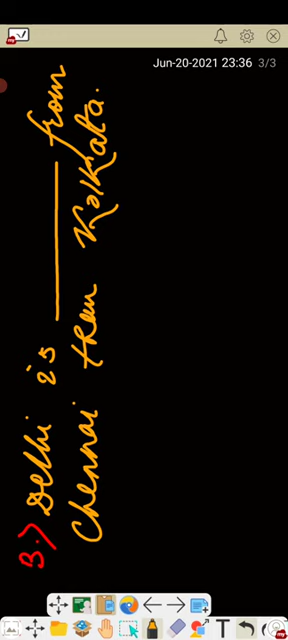 Jun-20-2021 23:36 3/3
3.) Delhi is ______ from
Chennai than Kolkata.